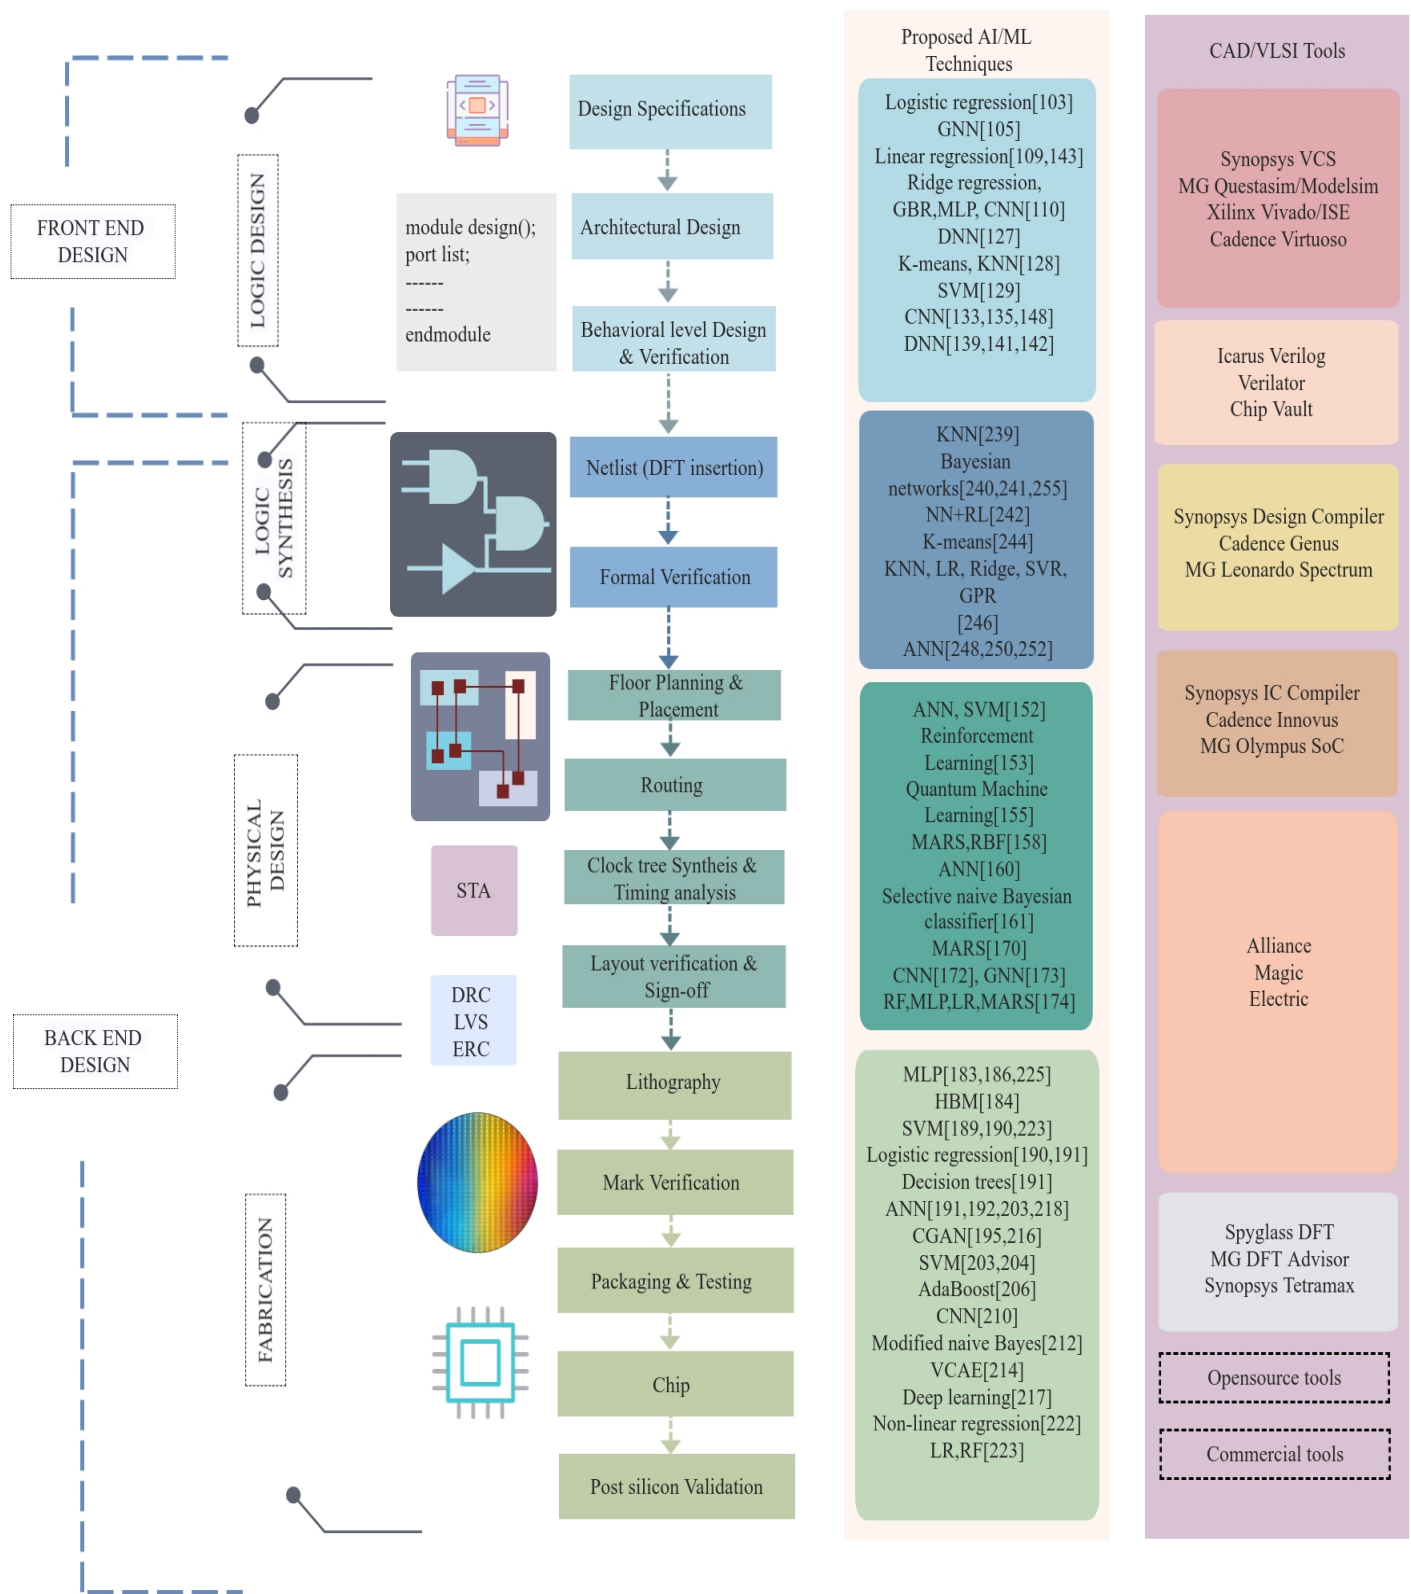 FRONT END
DESIGN
BACK END
DESIGN
LOGIC DESIGN
LOGIC
SYNTHESIS
PHYSICAL
DESIGN
FABRICATION
module design();
port list;
------
------
endmodule
STA
DRC
LVS
ERC
Design Specifications
Architectural Design
Behavioral level Design
& Verification
Netlist (DFT insertion)
Formal Verification
Floor Planning &
Placement
Routing
Clock tree Syntheis &
Timing analysis
Layout verification &
Sign-off
Lithography
Mark Verification
Packaging & Testing
Chip
Post silicon Validation
Proposed AI/ML
Techniques
Logistic regression[103]
GNN[105]
Linear regression[109,143]
Ridge regression,
GBR,MLP, CNN[110]
DNN[127]
K-means, KNN[128]
SVM[129]
CNN[133,135,148]
DNN[139,141,142]
KNN[239]
Bayesian
networks[240,241,255]
NN+RL[242]
K-means[244]
KNN, LR, Ridge, SVR,
GPR
[246]
ANN[248,250,252]
ANN, SVM[152]
Reinforcement
Learning[153]
Quantum Machine
Learning[155]
MARS,RBF[158]
ANN[160]
Selective naive Bayesian
classifier[161]
MARS[170]
CNN[172], GNN[173]
RF,MLP,LR,MARS[174]
MLP[183,186,225]
HBM[184]
SVM[189,190,223]
Logistic regression[190,191]
Decision trees[191]
ANN[191,192,203,218]
CGAN[195,216]
SVM[203,204]
AdaBoost[206]
CNN[210]
Modified naive Bayes[212]
VCAE[214]
Deep learning[217]
Non-linear regression[222]
LR,RF[223]
CAD/VLSI Tools
Synopsys VCS
MG Questasim/Modelsim
Xilinx Vivado/ISE
Cadence Virtuoso
Icarus Verilog
Verilator
Chip Vault
Synopsys Design Compiler
Cadence Genus
MG Leonardo Spectrum
Synopsys IC Compiler
Cadence Innovus
MG Olympus SoC
Alliance
Magic
Electric
Spyglass DFT
MG DFT Advisor
Synopsys Tetramax
Opensource tools
Commercial tools